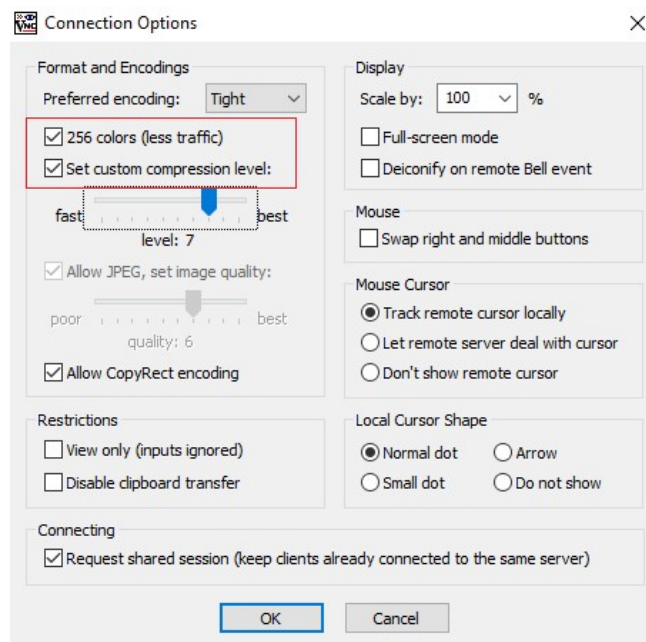 VNC Connection Options
Format and Encodings
Preferred encoding: Tight
256 colors (less traffic)
Set custom compression level:
fast best
level: 7
Allow JPEG, set image quality:
poor best
quality: 6
Allow CopyRect encoding
Display
Scale by: 100 %
Full-screen mode
Deiconify on remote Bell event
Mouse
Swap right and middle buttons
Mouse Cursor
Track remote cursor locally
Let remote server deal with cursor
Don't show remote cursor
Restrictions
View only (inputs ignored)
Disable clipboard transfer
Local Cursor Shape
Normal dot Arrow
Small dot Do not show
Connecting
Request shared session (keep clients already connected to the same server)
OK Cancel